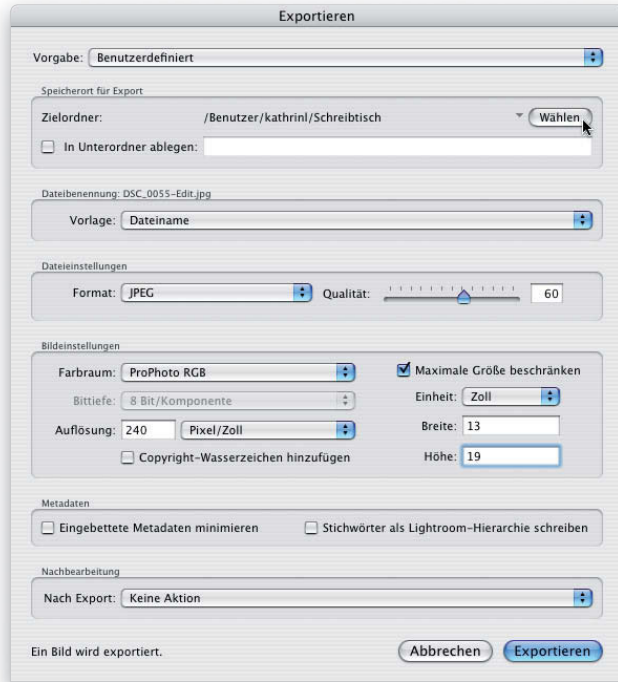 Exportieren
Vorgabe: Benutzerdefiniert
Speicherort für Export
Zielordner: /Benutzer/kathrinl/Schreibtisch Wählen
In Unterordner ablegen:
Dateibenennung: DSC_0055-Edit.jpg
Vorlage: Dateiname
Dateieinstellungen
Format: JPEG Qualität: 60
Bildeinstellungen
Farbraum: ProPhoto RGB Maximale Größe beschränken
Bittiefe: 8 Bit/Komponente Einheit: Zoll
Auflösung: 240 Pixel/Zoll Breite: 13
Copyright-Wasserzeichen hinzufügen Höhe: 19
Metadaten
Eingebettete Metadaten minimieren Stichwörter als Lightroom-Hierarchie schreiben
Nachbearbeitung
Nach Export: Keine Aktion
Ein Bild wird exportiert. Abbrechen Exportieren